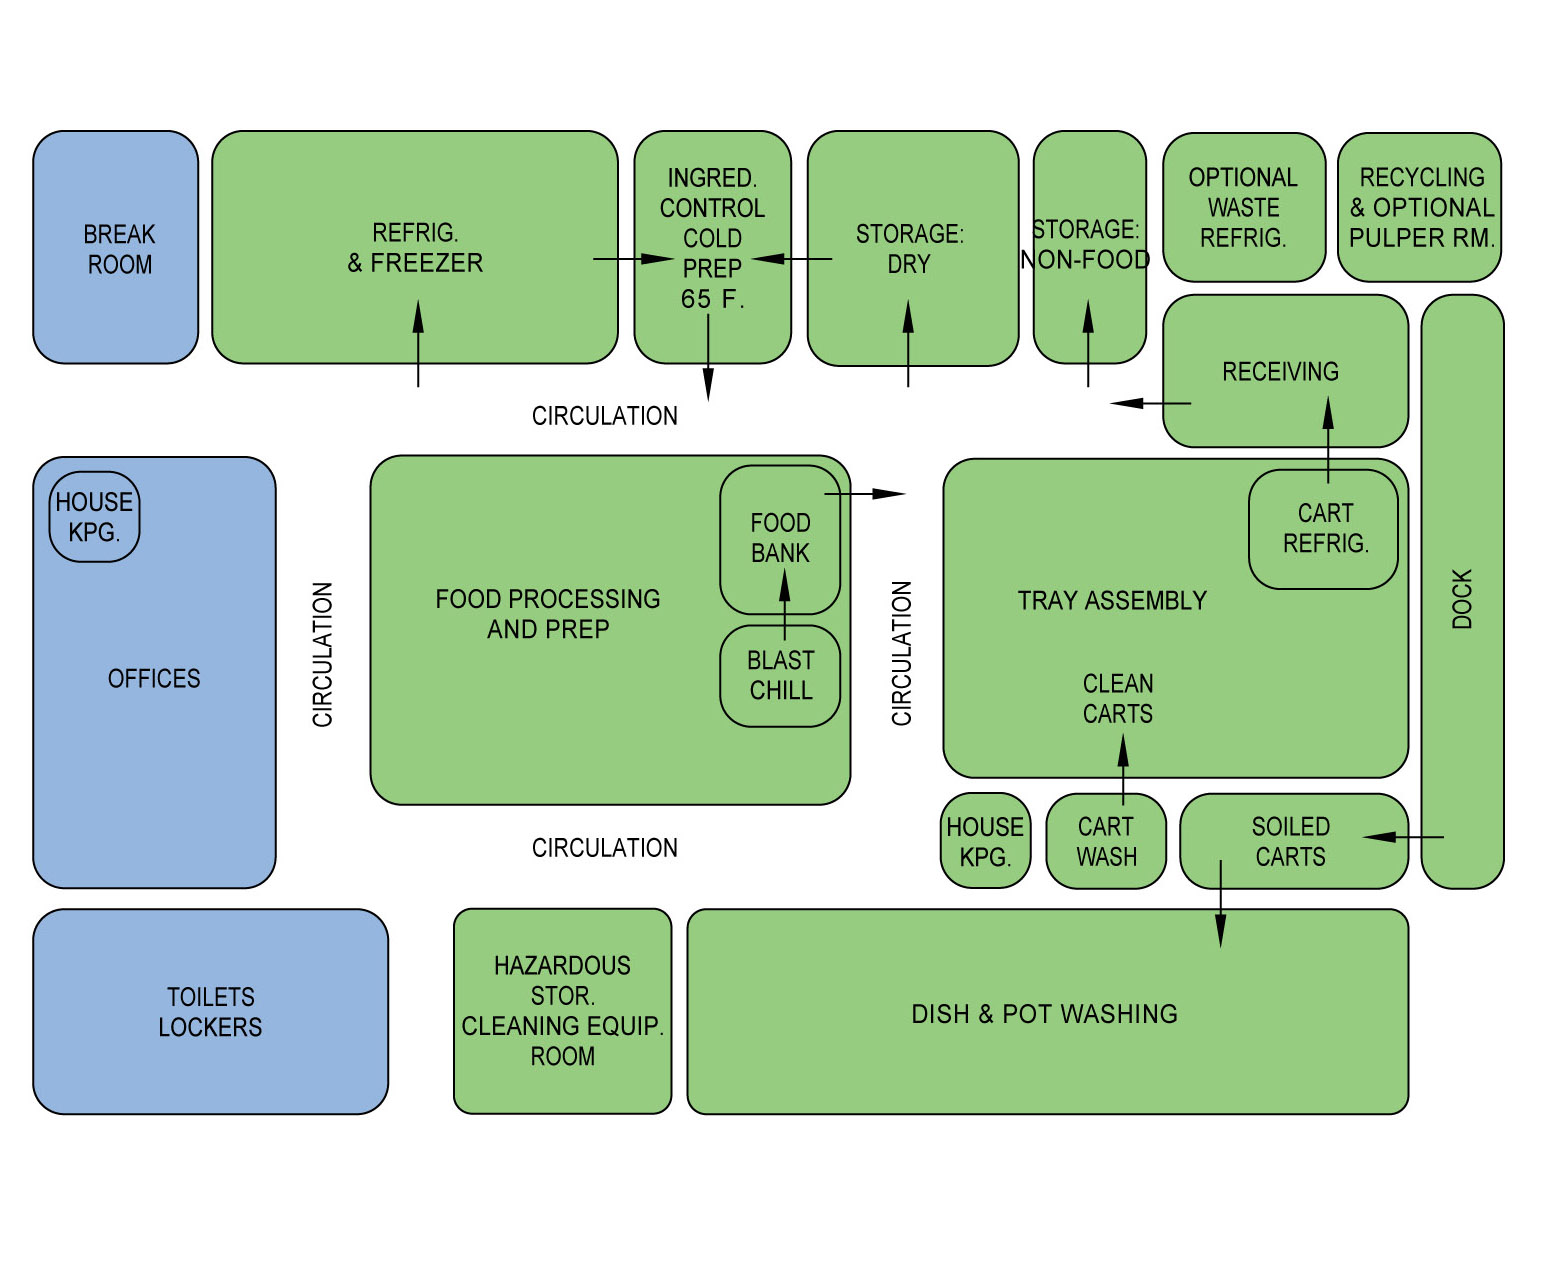 BREAK
ROOM
REFRIG.
& FREEZER
INGRED.
CONTROL
COLD
PREP
65 F.
STORAGE:
DRY
STORAGE:
NON-FOOD
OPTIONAL
WASTE
REFRIG.
RECYCLING
& OPTIONAL
PULPER RM.
RECEIVING
CIRCULATION
HOUSE
KPG.
OFFICES
CIRCULATION
FOOD PROCESSING
AND PREP
FOOD
BANK
BLAST
CHILL
CIRCULATION
TRAY ASSEMBLY
CART
REFRIG.
CLEAN
CARTS
DOCK
CIRCULATION
HOUSE
KPG.
CART
WASH
SOILED
CARTS
TOILETS
LOCKERS
HAZARDOUS
STOR.
CLEANING EQUIP.
ROOM
DISH & POT WASHING